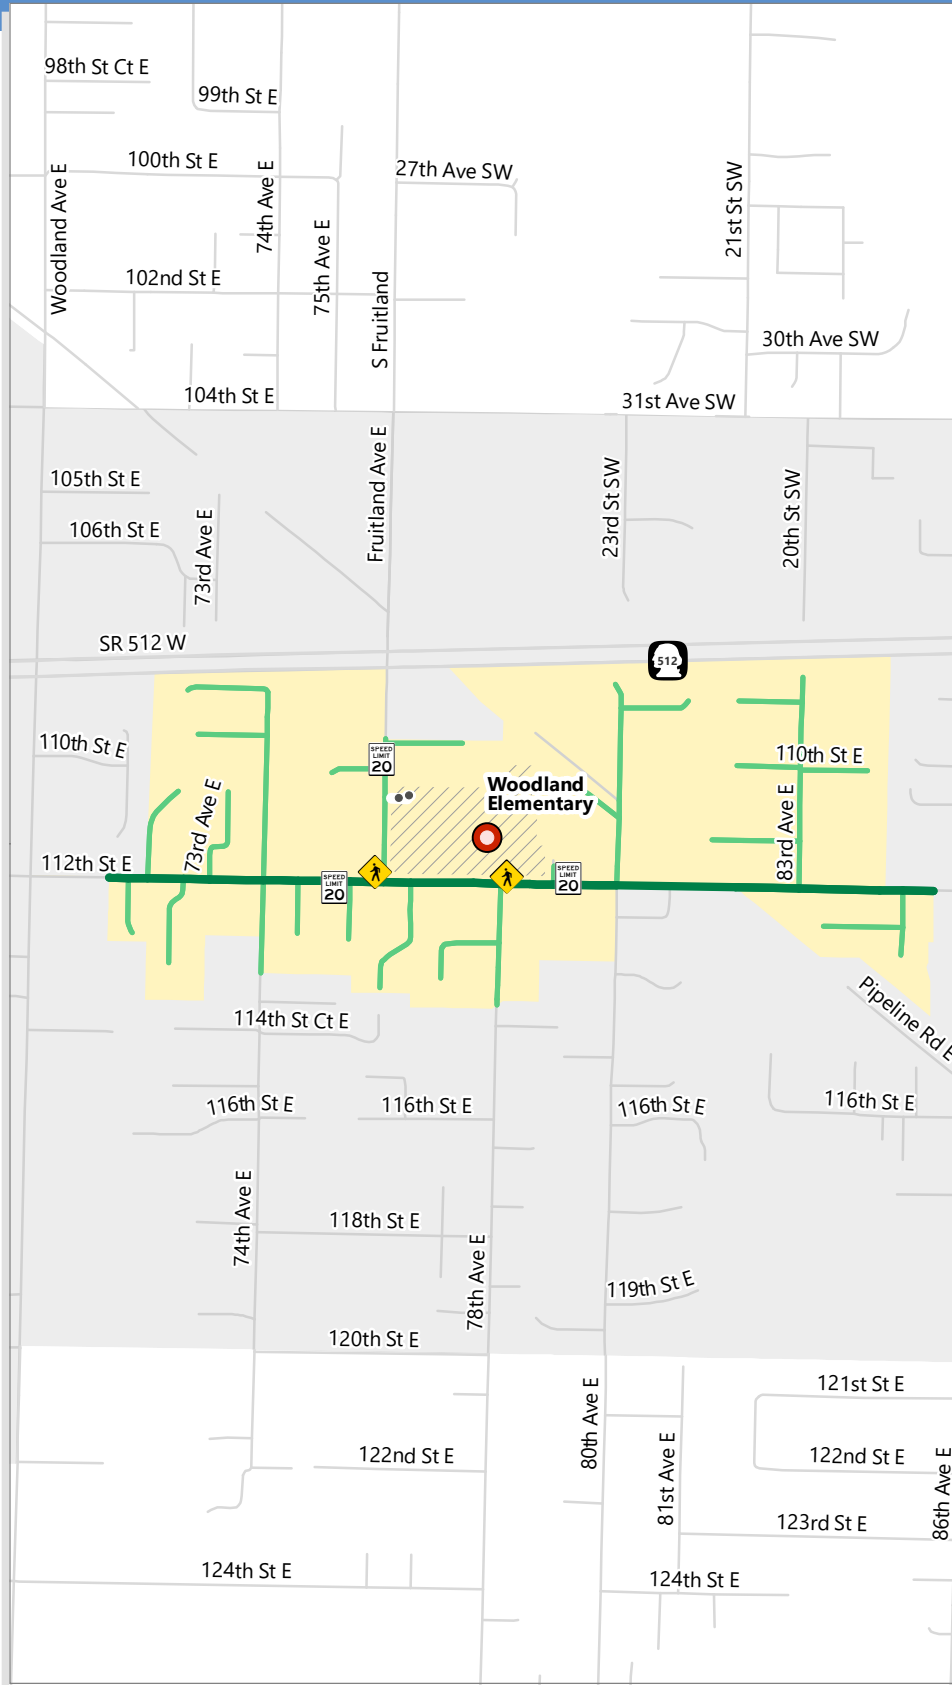 98th St Ct E
99th St E
100th St E
27th Ave SW
Woodland Ave E
74th Ave E
75th Ave E
S Fruitland
21st St SW
102nd St E
30th Ave SW
104th St E
31st Ave SW
105th St E
106th St E
73rd Ave E
Fruitland Ave E
23rd St SW
20th St SW
SR 512 W
512
110th St E
SPEED
LIMIT
20
110th St E
Woodland
Elementary
73rd Ave E
83rd Ave E
112th St E
SPEED
LIMIT
20
SPEED
LIMIT
20
Pipeline Rd E
114th St Ct E
116th St E
116th St E
116th St E
116th St E
74th Ave E
118th St E
78th Ave E
119th St E
120th St E
80th Ave E
121st St E
81st Ave E
122nd St E
122nd St E
86th Ave E
123rd St E
124th St E
124th St E